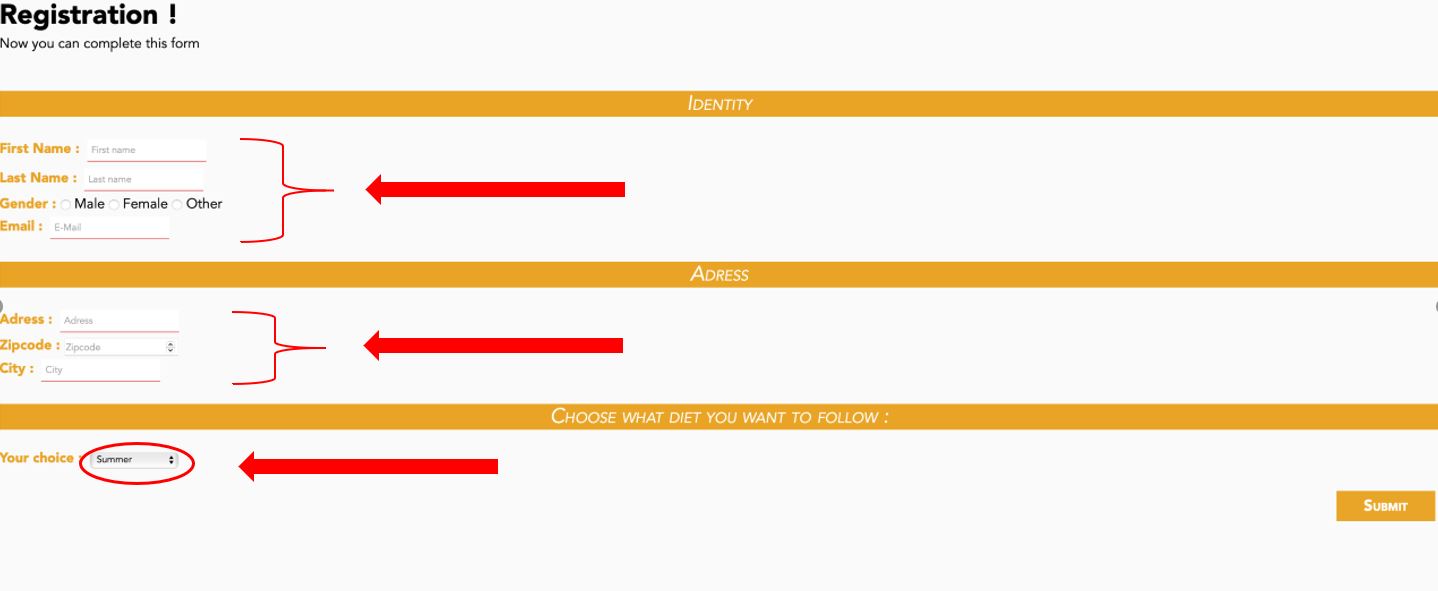 Registration !
Now you can complete this form
IDENTITY
First Name : First name
Last Name : Last name
Gender : Male Female Other
Email : E-Mail
ADRESS
Adress : Adress
Zipcode : Zipcode
City : City
CHOOSE WHAT DIET YOU WANT TO FOLLOW :
Your choice : Summer
SUBMIT